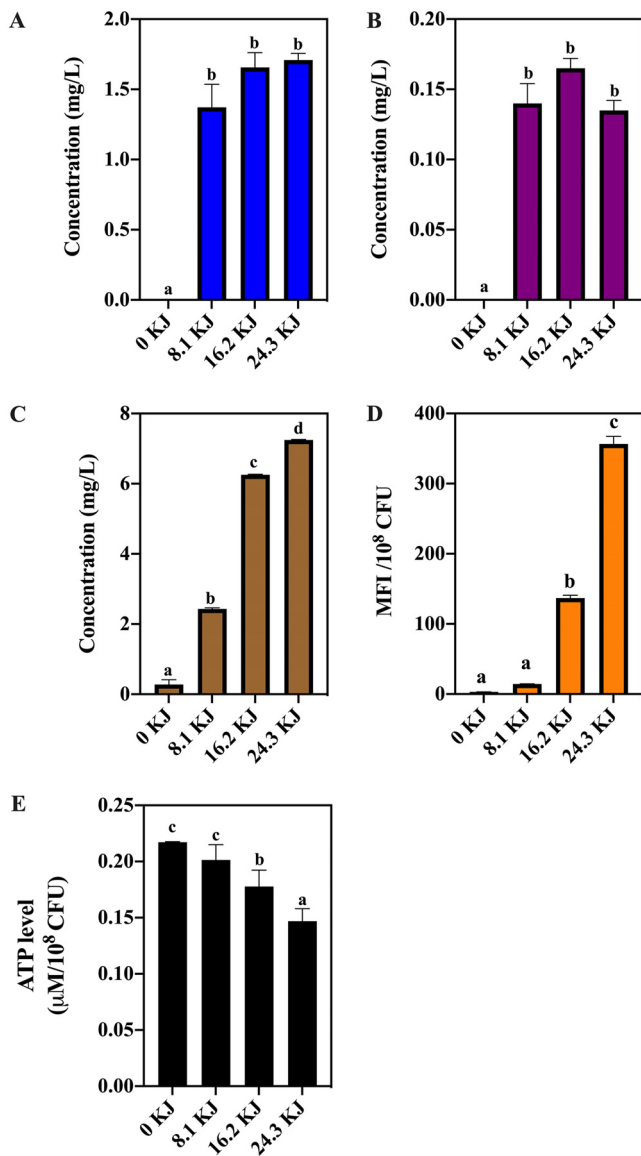 A
Concentration (mg/L)
2.0
1.5
1.0
0.5
0.0
a
b
b
b
0 KJ
8.1 KJ
16.2 KJ
24.3 KJ
B
Concentration (mg/L)
0.20
0.15
0.10
0.05
0.00
a
b
b
b
0 KJ
8.1 KJ
16.2 KJ
24.3 KJ
C
Concentration (mg/L)
8
6
4
2
0
a
b
c
d
0 KJ
8.1 KJ
16.2 KJ
24.3 KJ
D
MFI /10⁸ CFU
400
300
200
100
0
a
a
b
c
0 KJ
8.1 KJ
16.2 KJ
24.3 KJ
E
ATP level
(µM/10⁸ CFU)
0.25
0.20
0.15
0.10
0.05
0.00
c
c
b
a
0 KJ
8.1 KJ
16.2 KJ
24.3 KJ